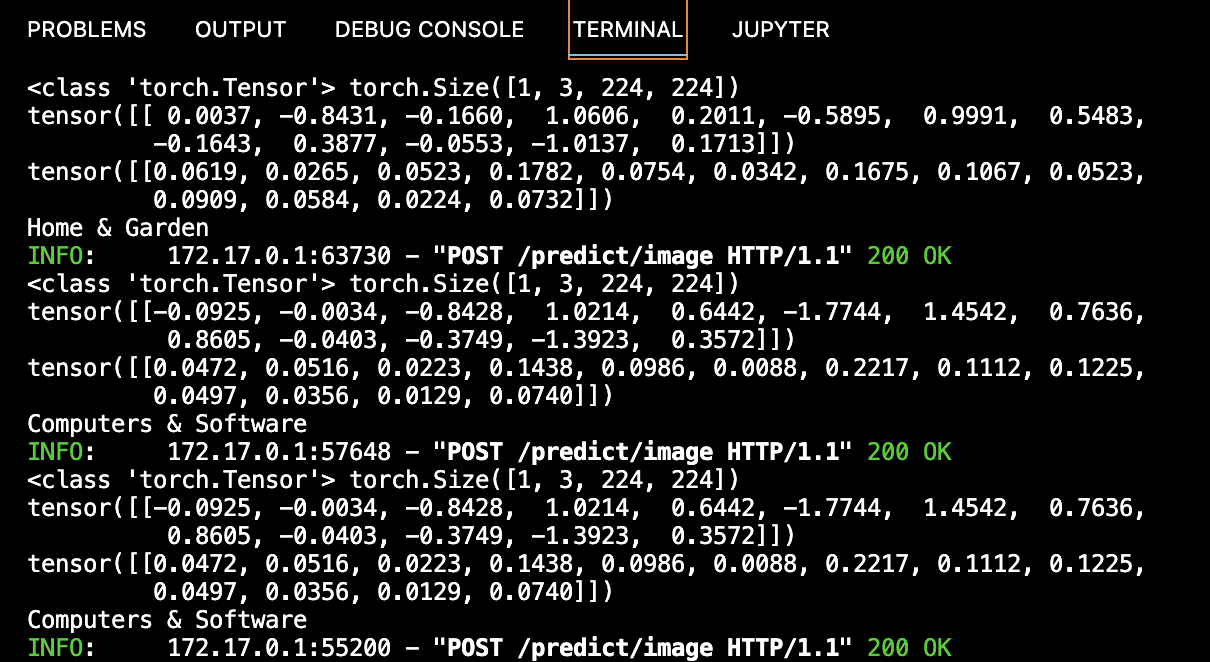 PROBLEMS OUTPUT DEBUG CONSOLE TERMINAL JUPYTER
<class 'torch.Tensor'> torch.Size([1, 3, 224, 224])
tensor([[ 0.0037, -0.8431, -0.1660,  1.0606,  0.2011, -0.5895,  0.9991,  0.5483,
         -0.1643,  0.3877, -0.0553, -1.0137,  0.1713]])
tensor([[0.0619, 0.0265, 0.0523, 0.1782, 0.0754, 0.0342, 0.1675, 0.1067, 0.0523,
         0.0909, 0.0584, 0.0224, 0.0732]])
Home & Garden
INFO:     172.17.0.1:63730 - "POST /predict/image HTTP/1.1" 200 OK
<class 'torch.Tensor'> torch.Size([1, 3, 224, 224])
tensor([[-0.0925, -0.0034, -0.8428,  1.0214,  0.6442, -1.7744,  1.4542,  0.7636,
          0.8605, -0.0403, -0.3749, -1.3923,  0.3572]])
tensor([[0.0472, 0.0516, 0.0223, 0.1438, 0.0986, 0.0088, 0.2217, 0.1112, 0.1225,
         0.0497, 0.0356, 0.0129, 0.0740]])
Computers & Software
INFO:     172.17.0.1:57648 - "POST /predict/image HTTP/1.1" 200 OK
<class 'torch.Tensor'> torch.Size([1, 3, 224, 224])
tensor([[-0.0925, -0.0034, -0.8428,  1.0214,  0.6442, -1.7744,  1.4542,  0.7636,
          0.8605, -0.0403, -0.3749, -1.3923,  0.3572]])
tensor([[0.0472, 0.0516, 0.0223, 0.1438, 0.0986, 0.0088, 0.2217, 0.1112, 0.1225,
         0.0497, 0.0356, 0.0129, 0.0740]])
Computers & Software
INFO:     172.17.0.1:55200 - "POST /predict/image HTTP/1.1" 200 OK